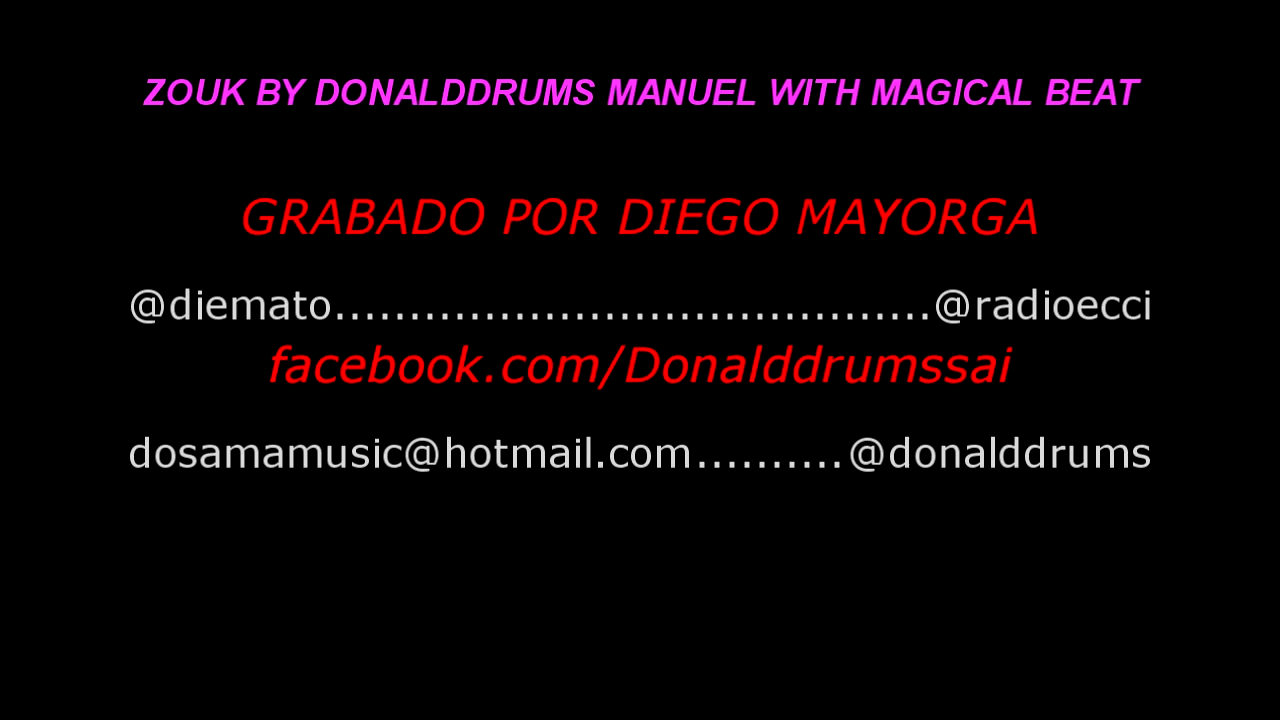 ZOUK BY DONALDDRUMS MANUEL WITH MAGICAL BEAT
GRABADO POR DIEGO MAYORGA
@diemato........................................@radioecci
facebook.com/Donalddrumssai
dosamamusic@hotmail.com..........@donalddrums